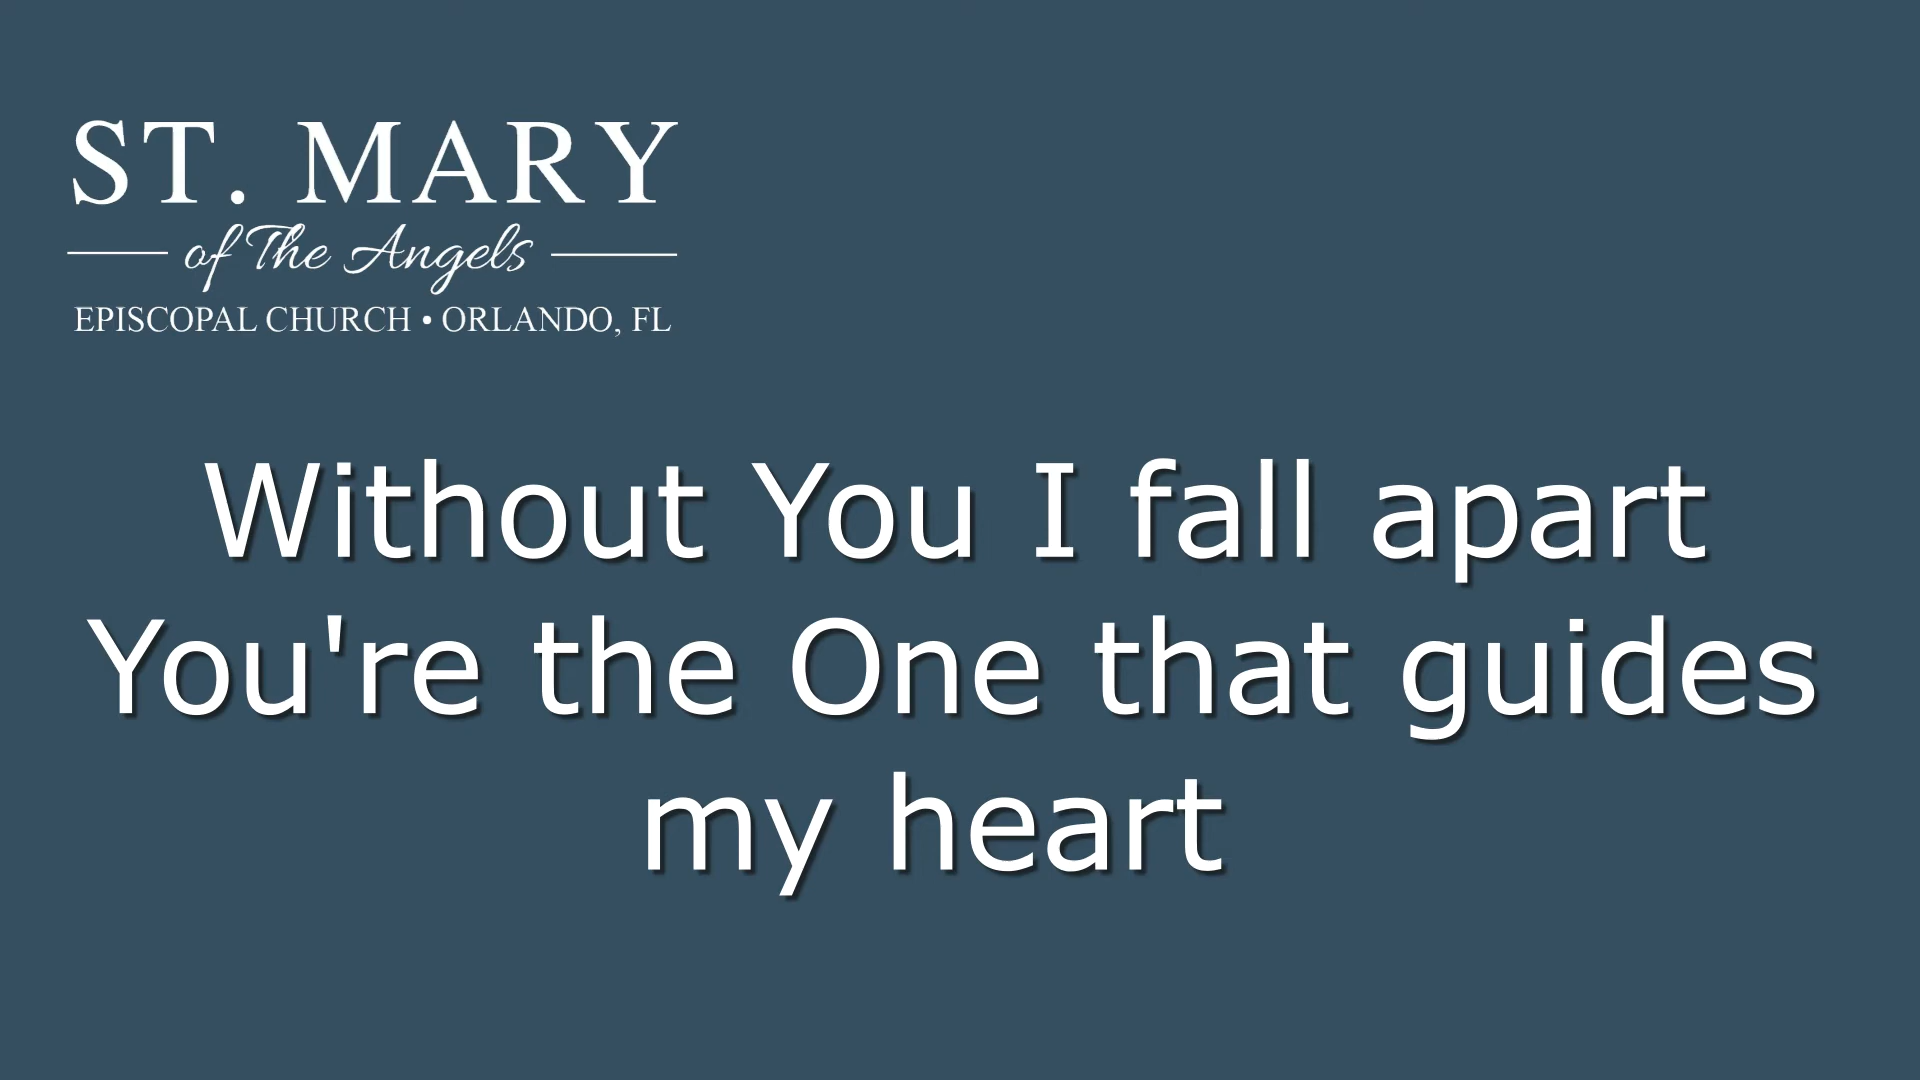 ST. MARY
of The Angels
EPISCOPAL CHURCH • ORLANDO, FL
Without You I fall apart
You're the One that guides
my heart